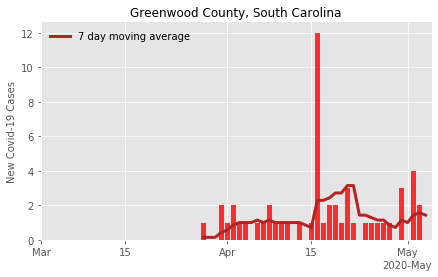 Greenwood County, South Carolina
7 day moving average
New Covid-19 Cases
12
10
8
6
4
2
0
Mar
15
Apr
15
May
2020-May